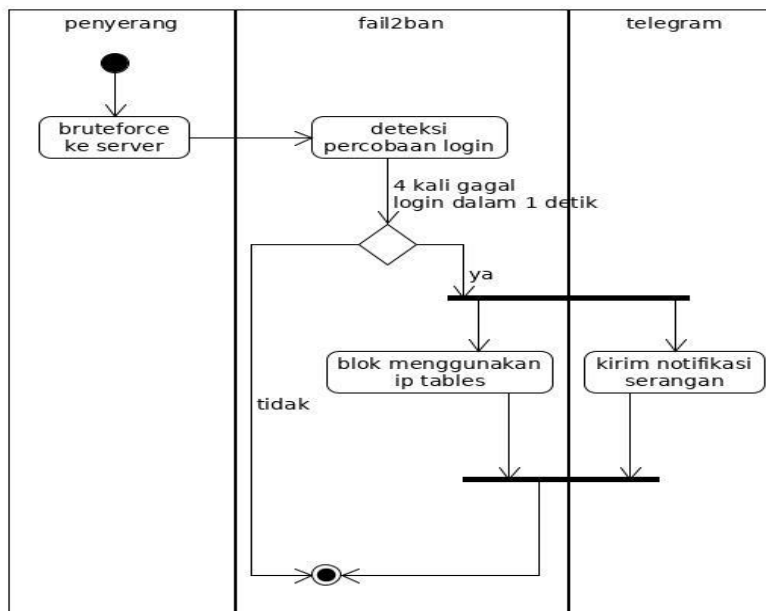 penyerang
fail2ban
telegram
bruteforce
ke server
deteksi
percobaan login
4 kali gagal
login dalam 1 detik
ya
blok menggunakan
ip tables
kirim notifikasi
serangan
tidak